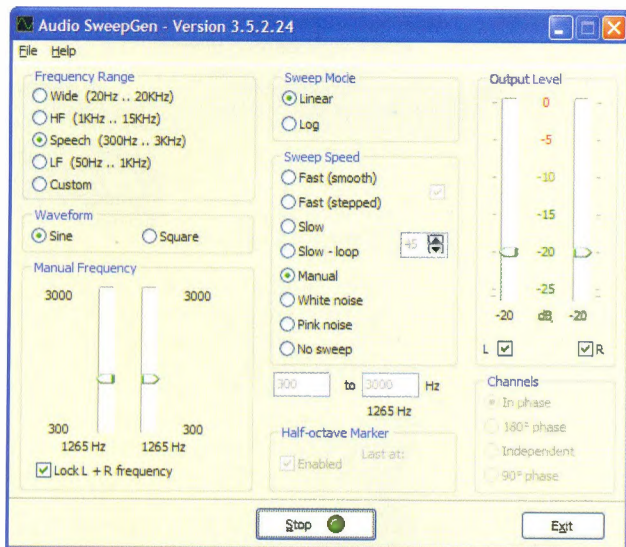 Audio SweepGen - Version 3.5.2.24
File Help
Frequency Range
Wide (20Hz .. 20KHz)
HF (1KHz .. 15KHz)
Speech (300Hz .. 3KHz)
LF (50Hz .. 1KHz)
Custom
Waveform
Sine
Square
Manual Frequency
3000
3000
300
300
1265 Hz
1265 Hz
Lock L + R frequency
Sweep Mode
Linear
Log
Sweep Speed
Fast (smooth)
Fast (stepped)
Slow
Slow - loop
45
Manual
White noise
Pink noise
No sweep
300 to 3000 Hz
1265 Hz
Half-octave Marker
Enabled
Last at:
Output Level
0
-5
-10
-15
-20
-25
-20 dB -20
L
R
Channels
In phase
180° phase
Independent
90° phase
Stop
Exit